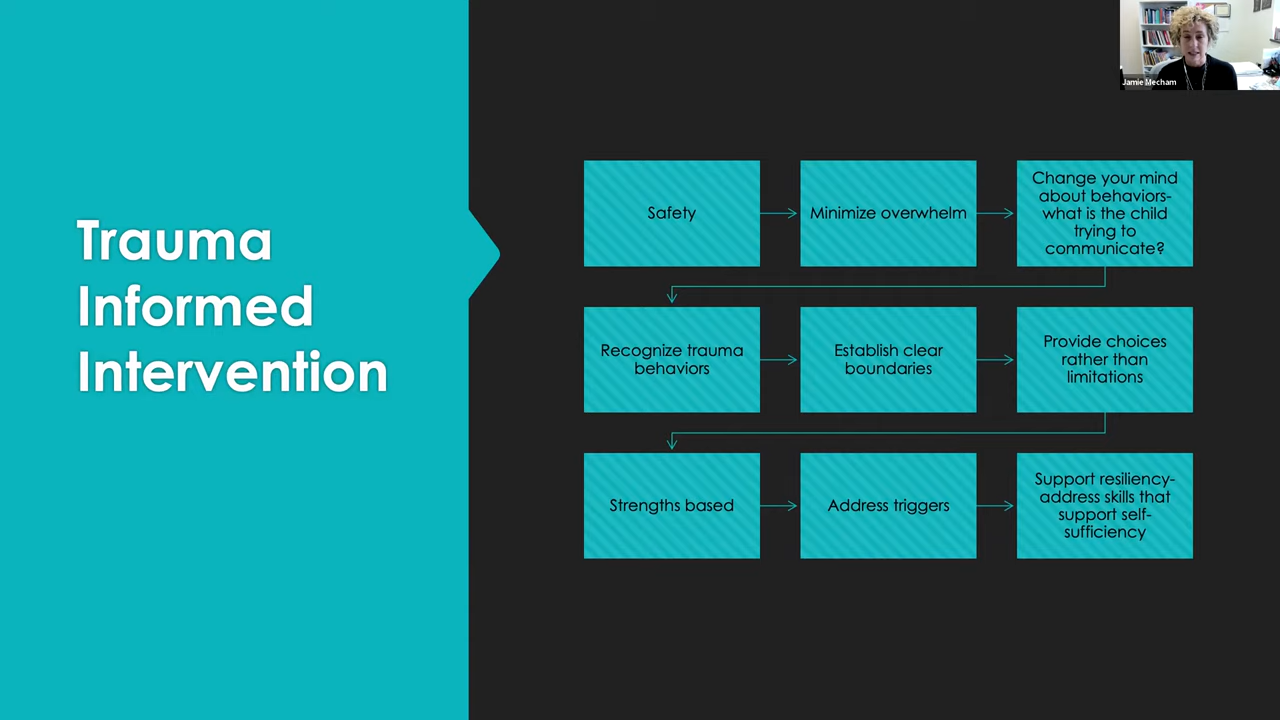 Jamie Mecham
Trauma
Informed
Intervention
Safety
Minimize overwhelm
Change your mind
about behaviors-
what is the child
trying to
communicate?
Recognize trauma
behaviors
Establish clear
boundaries
Provide choices
rather than
limitations
Strengths based
Address triggers
Support resiliency-
address skills that
support self-
sufficiency